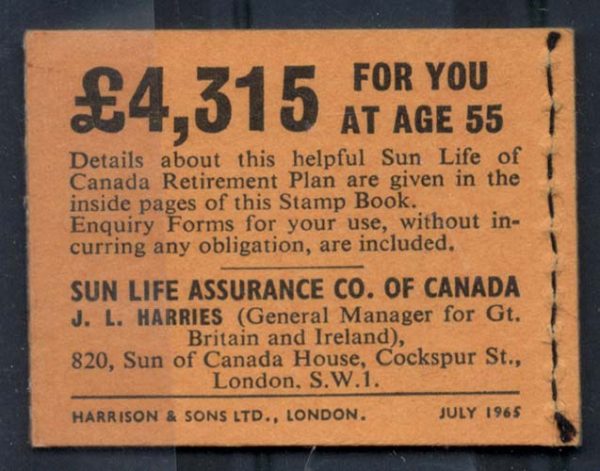 £4,315 FOR YOU
AT AGE 55
Details about this helpful Sun Life of
Canada Retirement Plan are given in the
inside pages of this Stamp Book.
Enquiry Forms for your use, without in-
curring any obligation, are included.
SUN LIFE ASSURANCE CO. OF CANADA
J. L. HARRIES (General Manager for Gt.
Britain and Ireland),
820, Sun of Canada House, Cockspur St.,
London. S.W.1.
HARRISON & SONS LTD., LONDON. JULY 1965